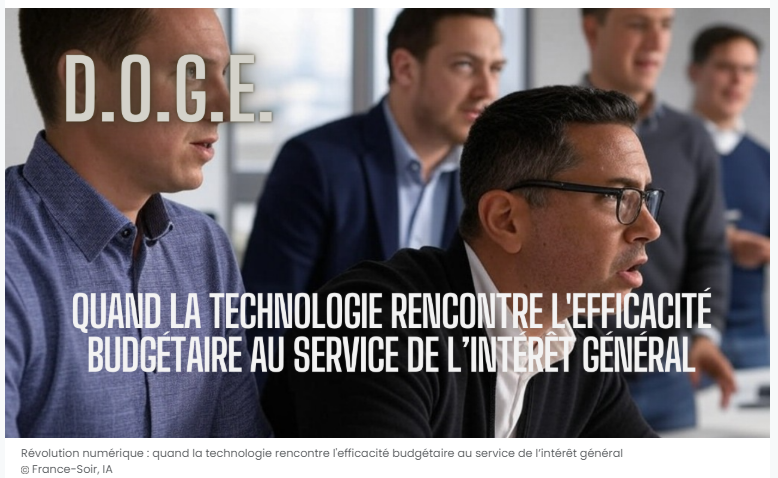 D.O.G.E.
QUAND LA TECHNOLOGIE RENCONTRE L'EFFICACITÉ
BUDGÉTAIRE AU SERVICE DE L’INTÉRÊT GÉNÉRAL
Révolution numérique : quand la technologie rencontre l'efficacité budgétaire au service de l’intérêt général
© France-Soir, IA